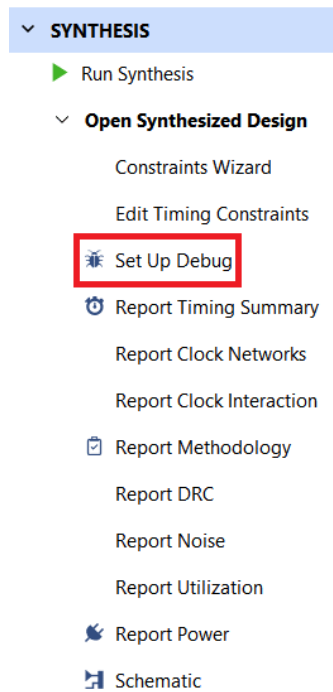 SYNTHESIS
Run Synthesis
Open Synthesized Design
Constraints Wizard
Edit Timing Constraints
Set Up Debug
Report Timing Summary
Report Clock Networks
Report Clock Interaction
Report Methodology
Report DRC
Report Noise
Report Utilization
Report Power
Schematic